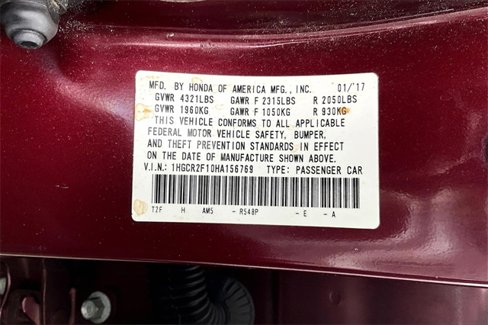 MFD. BY HONDA OF AMERICA MFG., INC. 01/'17
GVWR 4321LBS GAWR F 2315LBS R 2050LBS
GVWR 1960KG GAWR F 1050KG R 930KG
THIS VEHICLE CONFORMS TO ALL APPLICABLE
FEDERAL MOTOR VEHICLE SAFETY, BUMPER,
AND THEFT PREVENTION STANDARDS IN EFFECT
ON THE DATE OF MANUFACTURE SHOWN ABOVE.
V.I.N.: 1HGCR2F10HA156769 TYPE: PASSENGER CAR
T2F H AM5 - R548P - E - A